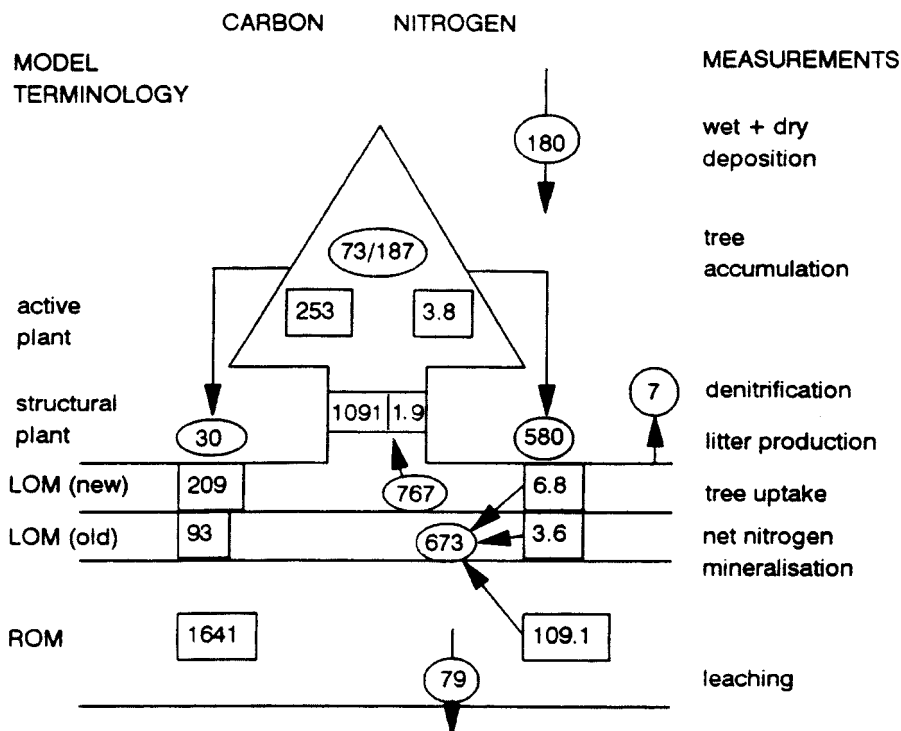 CARBON NITROGEN
MODEL
TERMINOLOGY
MEASUREMENTS
180
wet + dry
deposition
73/187
tree
accumulation
active
plant
253 3.8
structural
plant
1091 1.9
7
denitrification
30
580
litter production
LOM (new)
209
767
6.8
tree uptake
LOM (old)
93
673
3.6
net nitrogen
mineralisation
ROM
1641
109.1
79
leaching